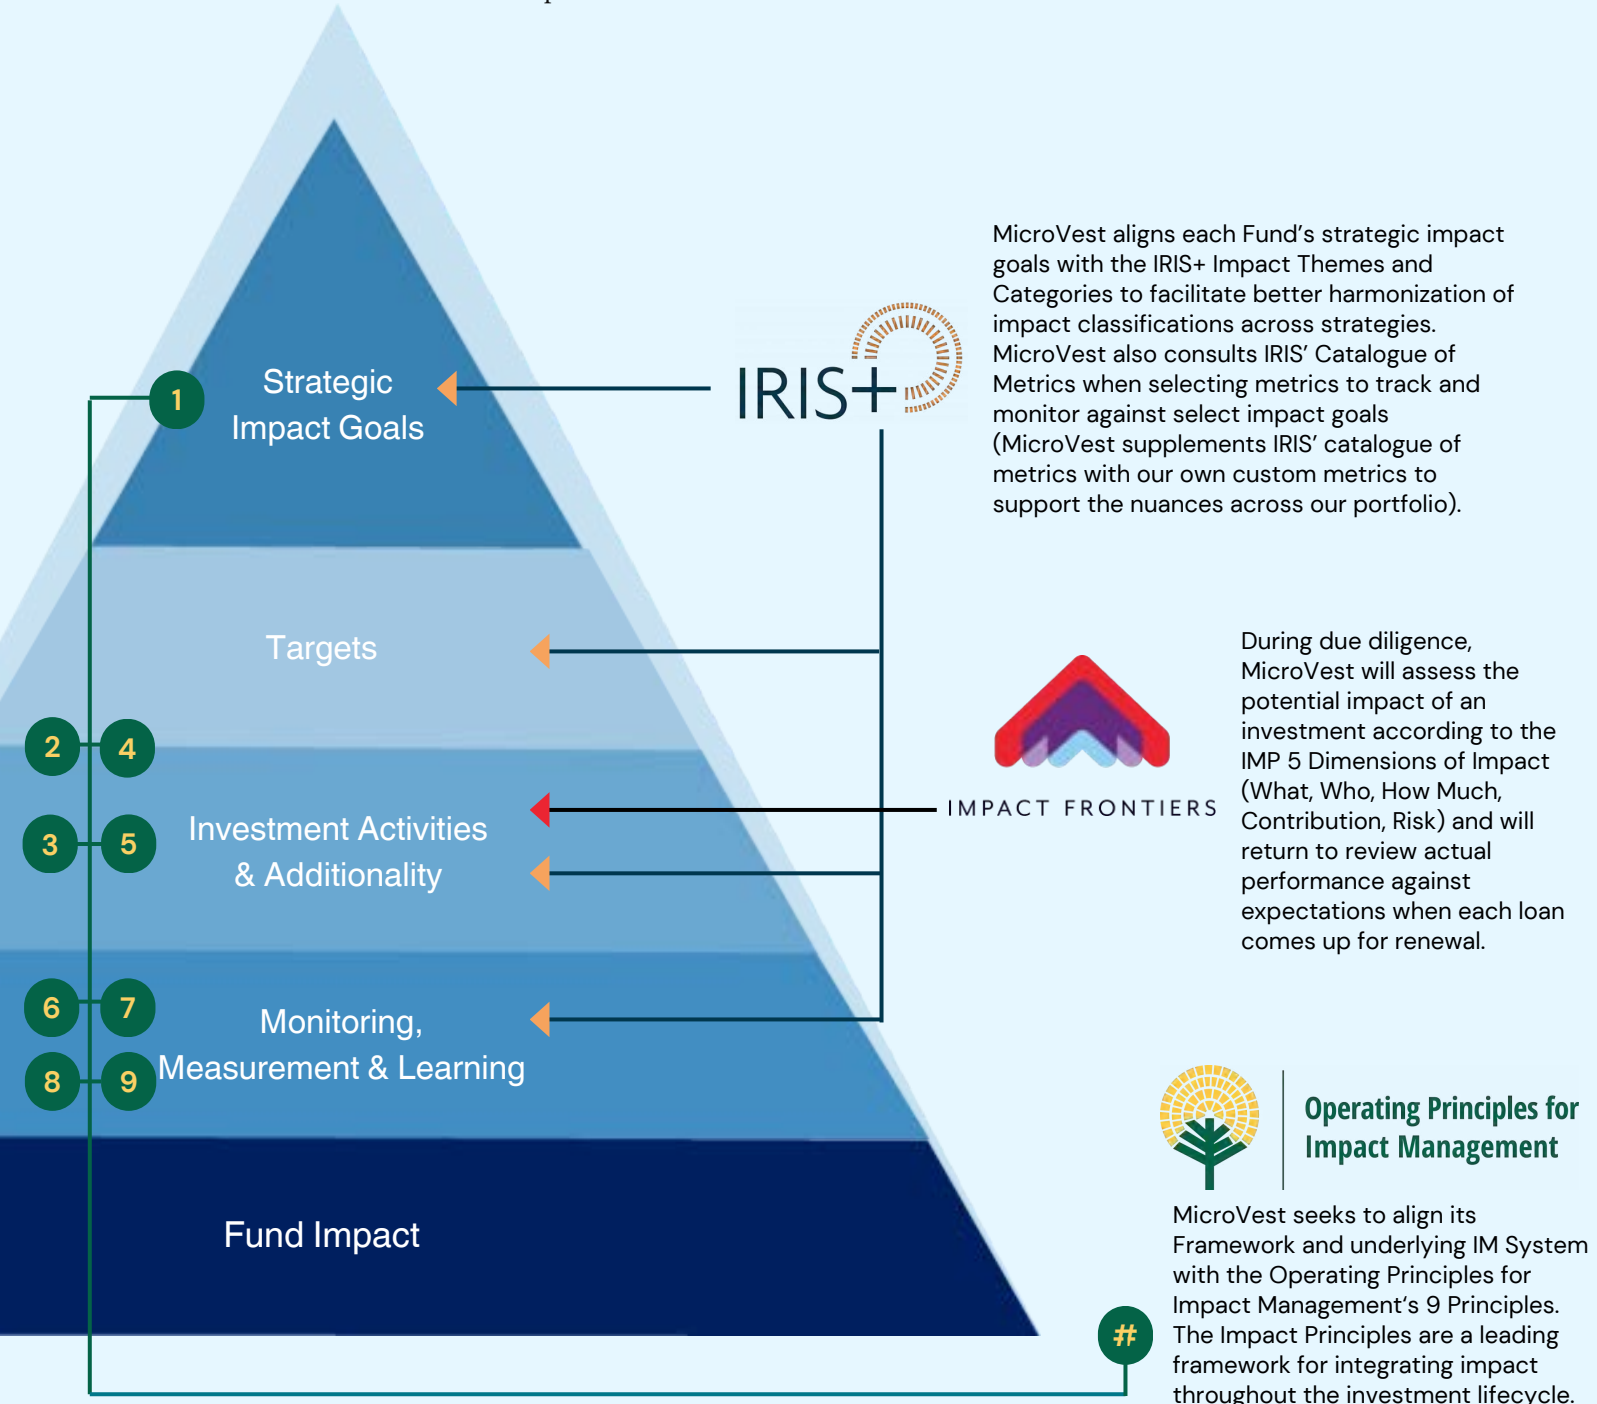 MicroVest aligns each Fund's strategic impact
goals with the IRIS+ Impact Themes and
Categories to facilitate better harmonization of
impact classifications across strategies.
MicroVest also consults IRIS' Catalogue of
Metrics when selecting metrics to track and
monitor against select impact goals
(MicroVest supplements IRIS' catalogue of
metrics with our own custom metrics to
support the nuances across our portfolio).
IRIS+
1
Strategic
Impact Goals
Targets
During due diligence,
MicroVest will assess the
potential impact of an
investment according to the
IMP 5 Dimensions of Impact
(What, Who, How Much,
Contribution, Risk) and will
return to review actual
performance against
expectations when each loan
comes up for renewal.
IMPACT FRONTIERS
2
4
3
5
Investment Activities
& Additionality
6
7
8
9
Monitoring,
Measurement & Learning
Fund Impact
Operating Principles for
Impact Management
MicroVest seeks to align its
Framework and underlying IM System
with the Operating Principles for
Impact Management's 9 Principles.
The Impact Principles are a leading
framework for integrating impact
throughout the investment lifecycle.
#